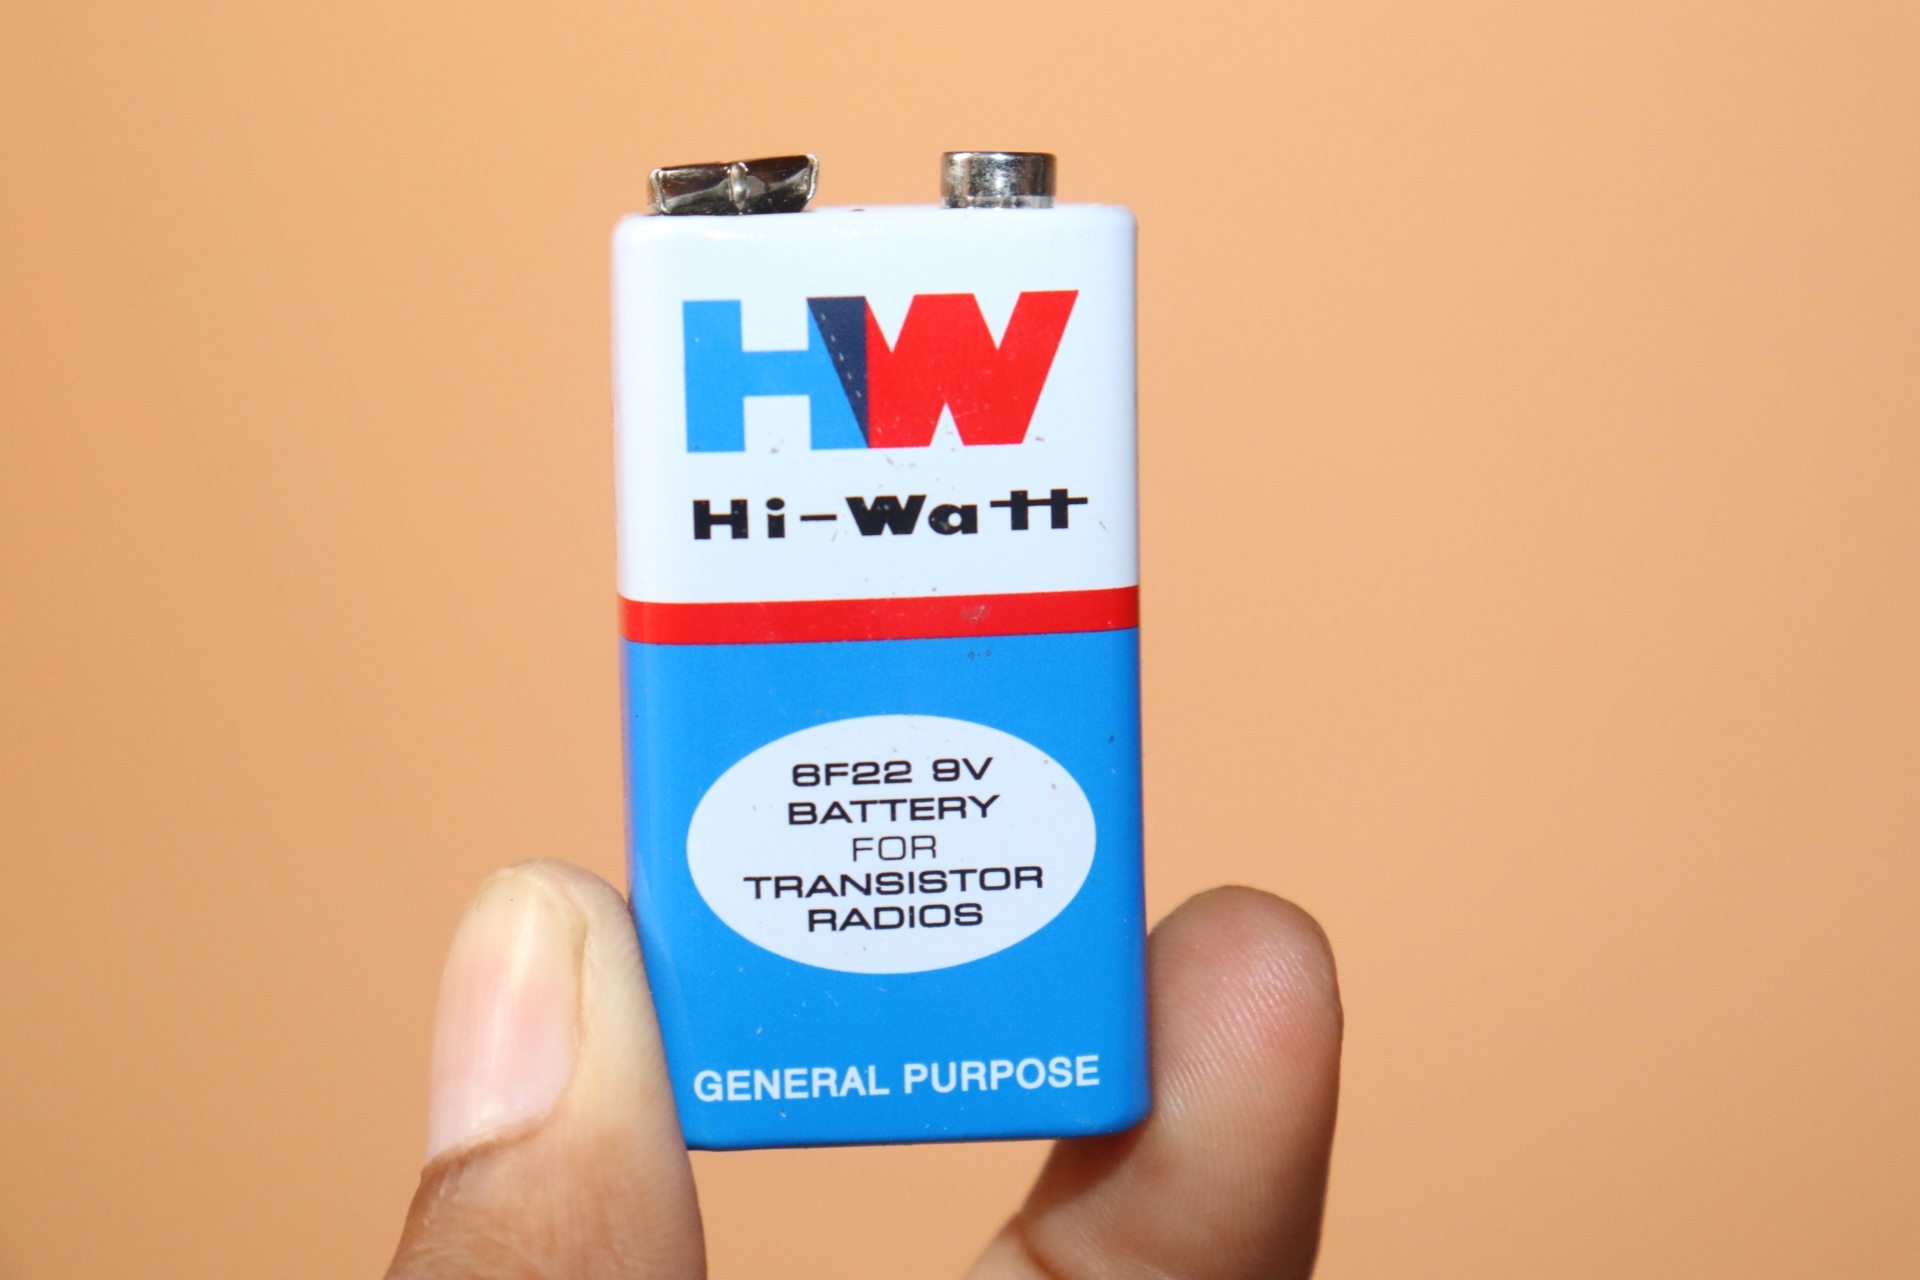 HW
Hi-Watt
6F22 9V
BATTERY
FOR
TRANSISTOR
RADIOS
GENERAL PURPOSE